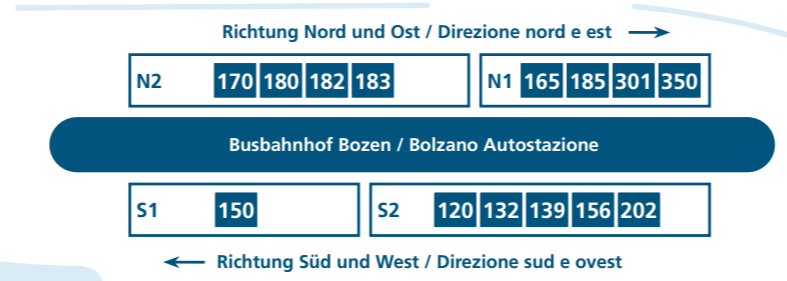 Richtung Nord und Ost / Direzione nord e est
N2 170 180 182 183 N1 165 185 301 350
Busbahnhof Bozen / Bolzano Autostazione
S1 150 S2 120 132 139 156 202
Richtung Süd und West / Direzione sud e ovest